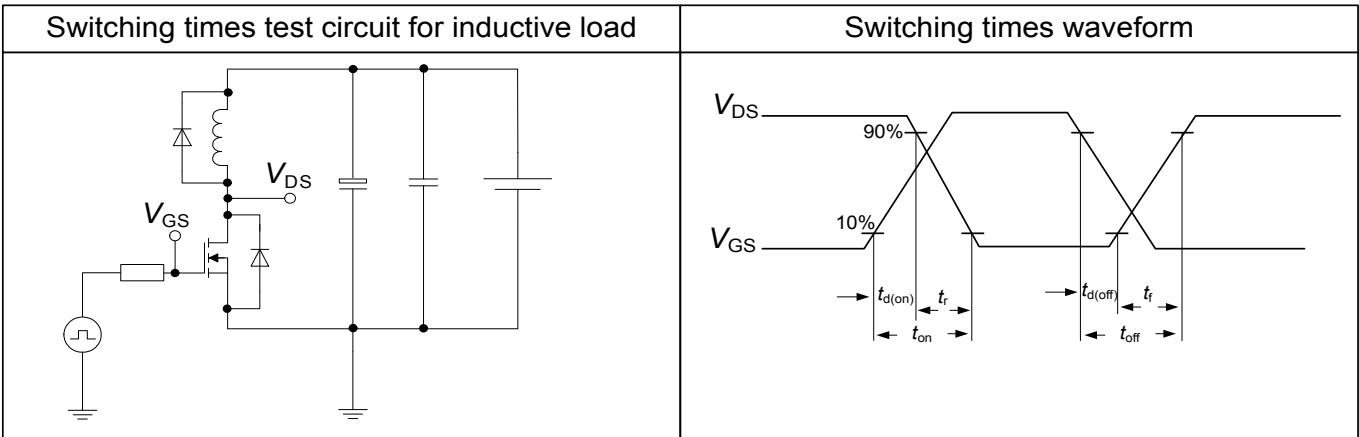 Switching times test circuit for inductive load
Switching times waveform
VDS
VGS
VDS
90%
10%
VGS
td(on) tr
ton
td(off) tf
toff